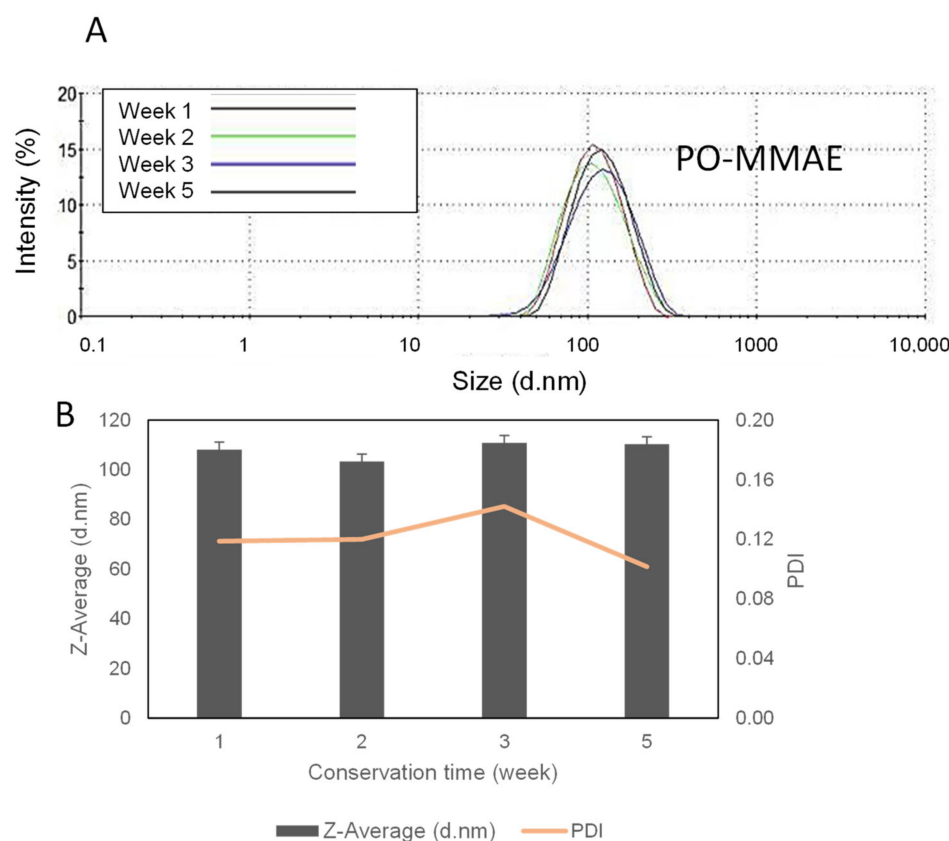 A
Intensity (%)
20
15
10
5
0
Week 1
Week 2
Week 3
Week 5
PO-MMAE
0.1 1 10 100 1000 10,000
Size (d.nm)
B
Z-Average (d.nm)
120
100
80
60
40
20
0
0.20
0.16
0.12
0.08
0.04
0.00
PDI
1 2 3 5
Conservation time (week)
Z-Average (d.nm) PDI